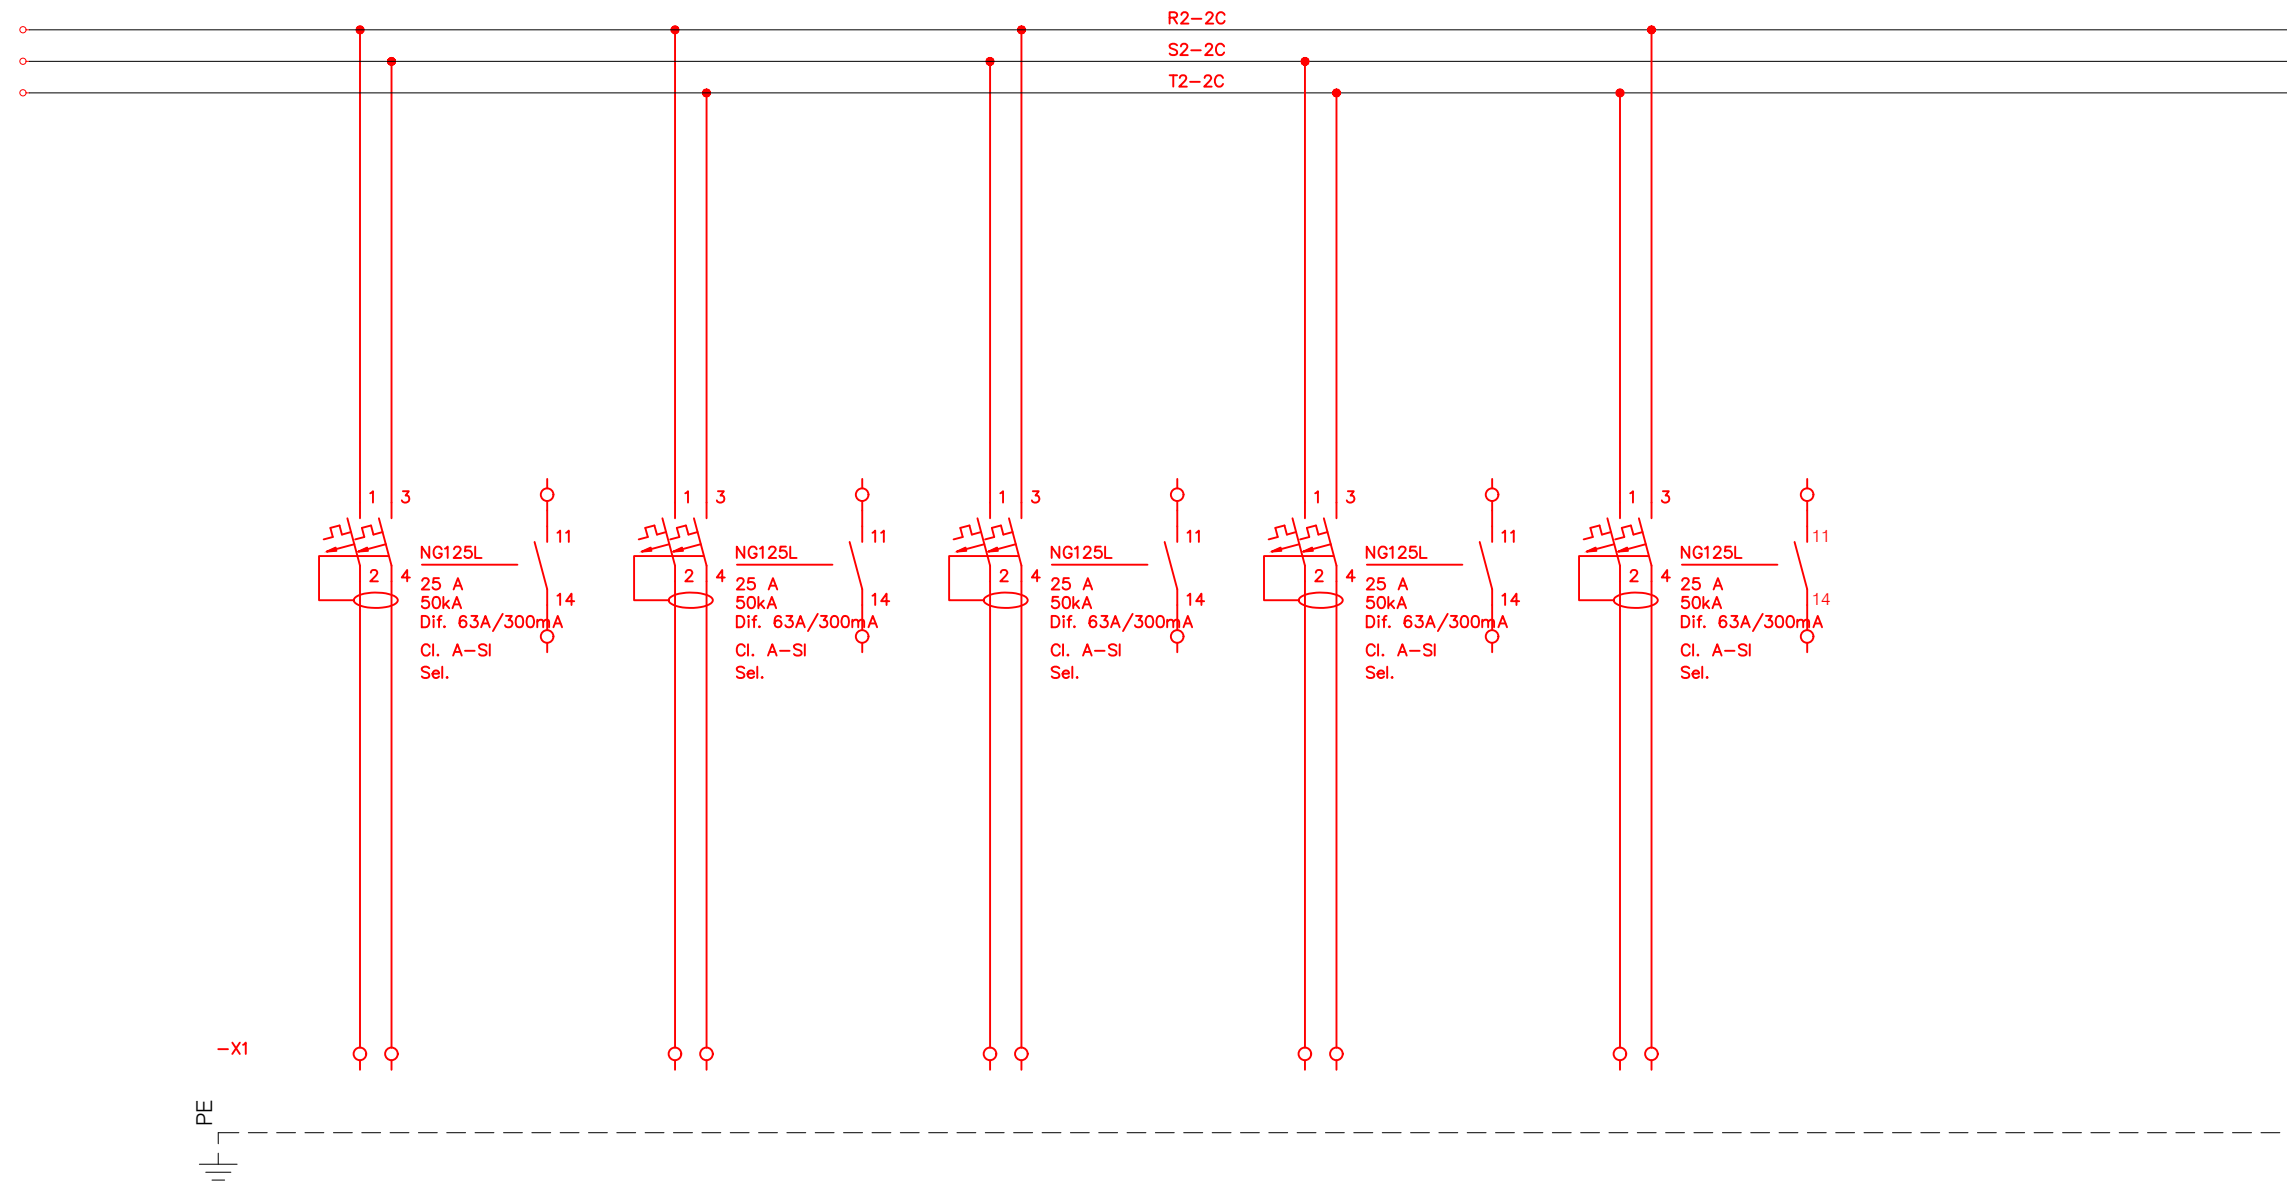 R2-2C
S2-2C
T2-2C
1 3
11
NG125L
2 4
25 A
50kA
14
Dif. 63A/300mA
Cl. A-SI
Sel.
1 3
11
NG125L
2 4
25 A
50kA
14
Dif. 63A/300mA
Cl. A-SI
Sel.
1 3
11
NG125L
2 4
25 A
50kA
14
Dif. 63A/300mA
Cl. A-SI
Sel.
1 3
11
NG125L
2 4
25 A
50kA
14
Dif. 63A/300mA
Cl. A-SI
Sel.
1 3
11
NG125L
2 4
25 A
50kA
14
Dif. 63A/300mA
Cl. A-SI
Sel.
-X1
PE